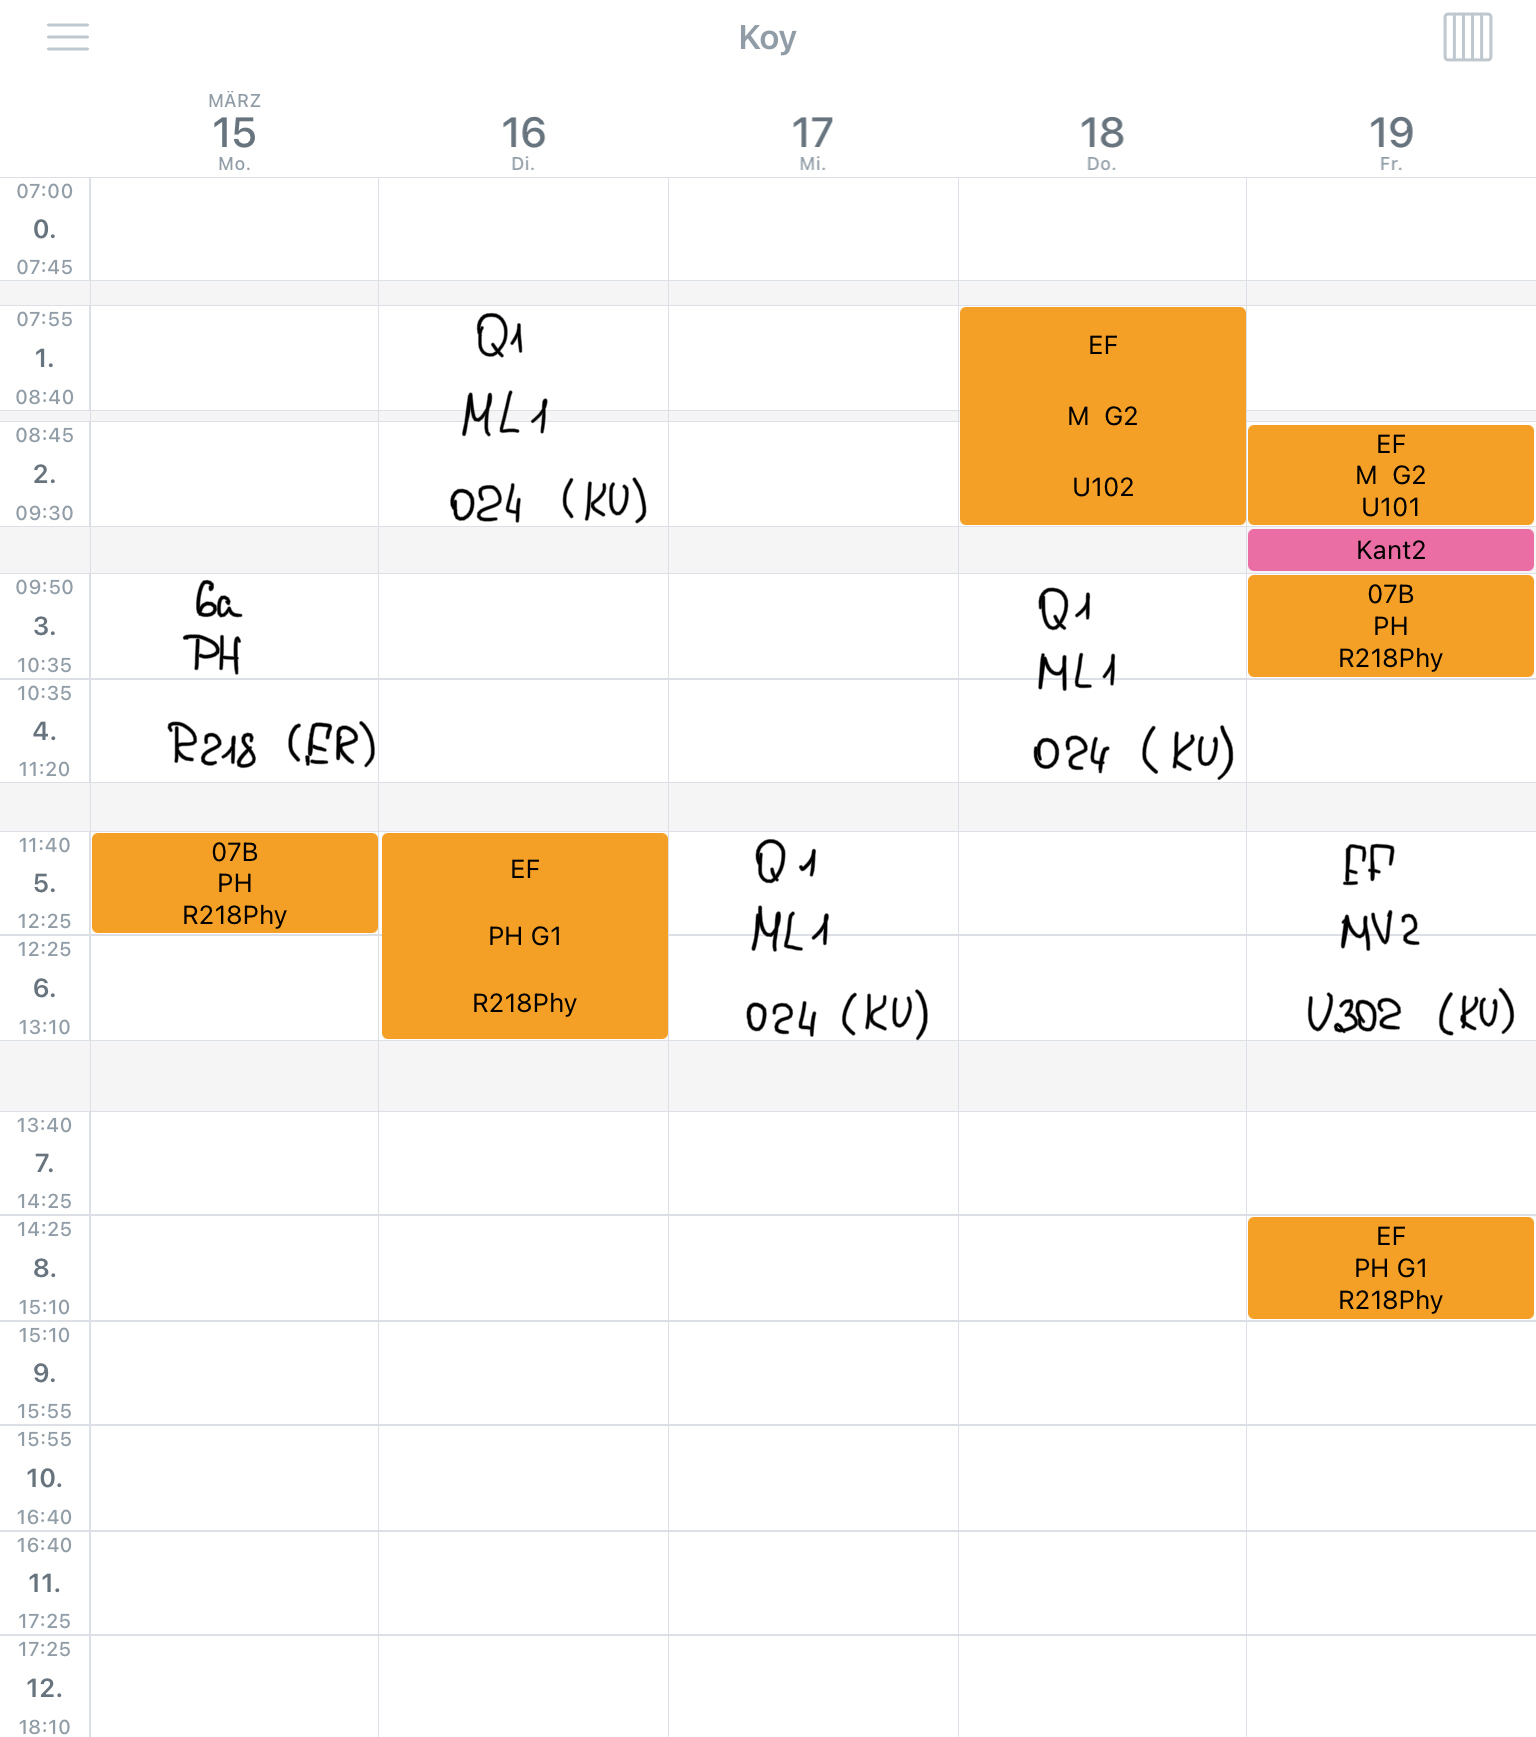 Koy
MÄRZ
15
Mo.
16
Di.
17
Mi.
18
Do.
19
Fr.
07:00
0.
07:45
07:55
1.
08:40
Q1
ML1
024 (KU)
EF
M G2
U102
08:45
2.
09:30
EF
M G2
U101
Kant2
09:50
3.
10:35
6a
PH
R218 (ER)
Q1
ML1
024 (KU)
07B
PH
R218Phy
10:35
4.
11:20
11:40
5.
12:25
07B
PH
R218Phy
EF
PH G1
R218Phy
Q1
ML1
024 (KU)
EF
MV2
U302 (KU)
12:25
6.
13:10
13:40
7.
14:25
14:25
8.
15:10
EF
PH G1
R218Phy
15:10
9.
15:55
15:55
10.
16:40
16:40
11.
17:25
17:25
12.
18:10